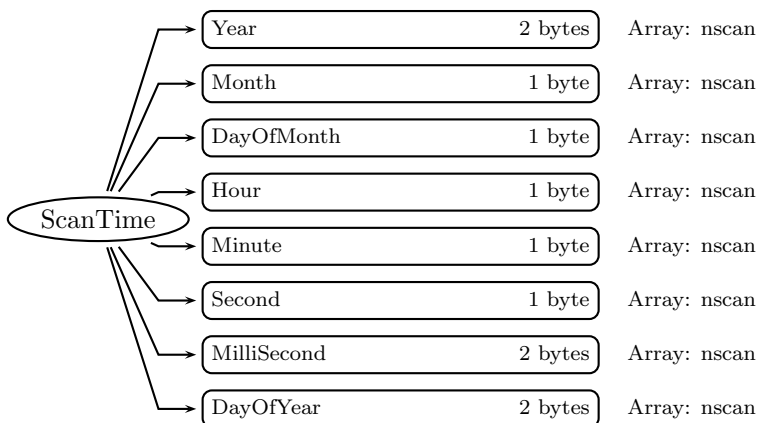 Year 2 bytes Array: nscan
Month 1 byte Array: nscan
DayOfMonth 1 byte Array: nscan
Hour 1 byte Array: nscan
ScanTime
Minute 1 byte Array: nscan
Second 1 byte Array: nscan
MilliSecond 2 bytes Array: nscan
DayOfYear 2 bytes Array: nscan